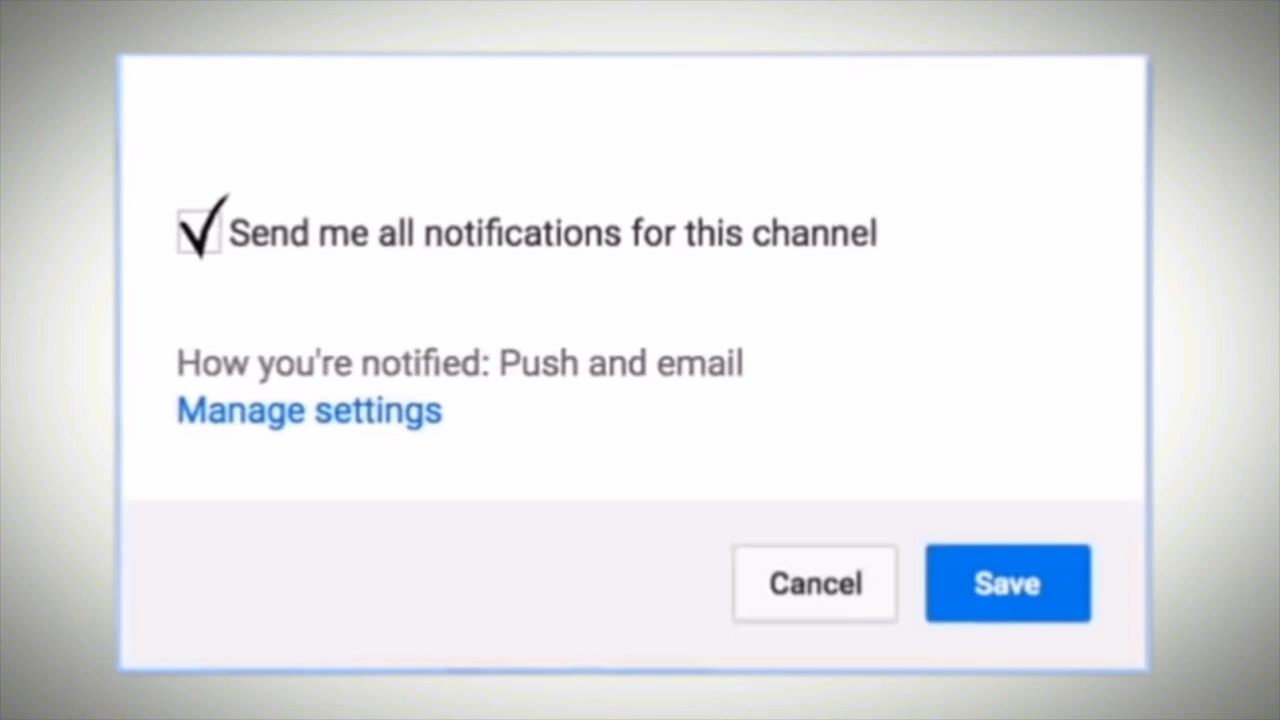 Send me all notifications for this channel
How you're notified: Push and email
Manage settings
Cancel
Save